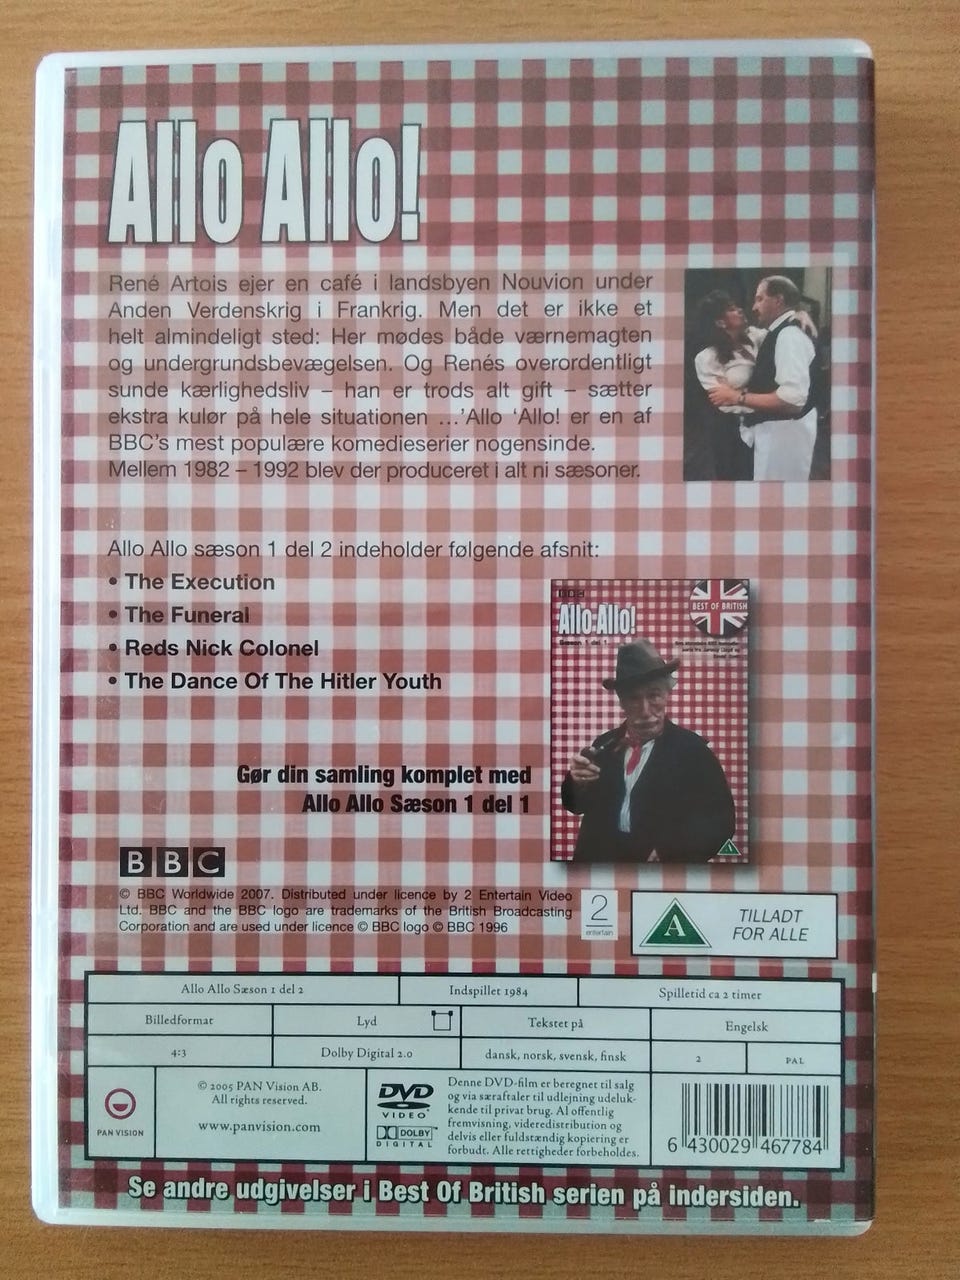 Allo Allo!
René Artois ejer en café i landsbyen Nouvion under
Anden Verdenskrig i Frankrig. Men det er ikke et
helt almindeligt sted: Her mødes både værnemagten
og undergrundsbevægelsen. Og Renés overordentligt
sunde kærlighedsliv – han er trods alt gift – sætter
ekstra kulør på hele situationen ...’Allo ‘Allo! er en af
BBC’s mest populære komedieserier nogensinde.
Mellem 1982 – 1992 blev der produceret i alt ni sæsoner.
Allo Allo sæson 1 del 2 indeholder følgende afsnit:
• The Execution
• The Funeral
• Reds Nick Colonel
• The Dance Of The Hitler Youth
BBC
BEST OF BRITISH
Allo Allo!
Sæson 1 del 1
A
Gør din samling komplet med
Allo Allo Sæson 1 del 1
BBC
© BBC Worldwide 2007. Distributed under licence by 2 Entertain Video
Ltd. BBC and the BBC logo are trademarks of the British Broadcasting
Corporation and are used under licence © BBC logo © BBC 1996
2
entertain
A
TILLADT
FOR ALLE
Allo Allo Sæson 1 del 2 Indspillet 1984 Spilletid ca 2 timer
Billedformat Lyd Tekstet på Engelsk
4:3 Dolby Digital 2.0 dansk, norsk, svensk, finsk 2 PAL
PAN VISION
© 2005 PAN Vision AB.
All rights reserved.
www.panvision.com
DVD
VIDEO
DOLBY
DIGITAL
Denne DVD-film er beregnet til salg
og via særaftaler til udlejning udeluk-
kende til privat brug. Al offentlig
fremvisning, videredistribution og
delvis eller fuldstændig kopiering er
forbudt. Alle rettigheder forbeholdes.
6 430029 467784
Se andre udgivelser i Best Of British serien på indersiden.